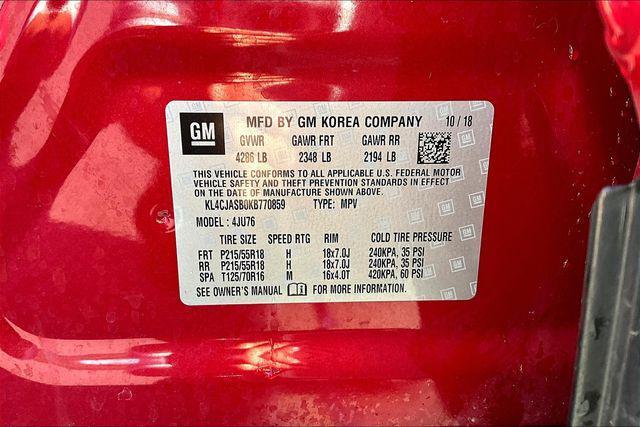 GM
MFD BY GM KOREA COMPANY 10/18
GVWR GAWR FRT GAWR RR
4286 LB 2348 LB 2194 LB
THIS VEHICLE CONFORMS TO ALL APPLICABLE U.S. FEDERAL MOTOR
VEHICLE SAFETY AND THEFT PREVENTION STANDARDS IN EFFECT
ON THE DATE OF MANUFACTURE SHOWN ABOVE.
KL4CJASB0KB770859 TYPE: MPV
MODEL: 4JU76
TIRE SIZE SPEED RTG RIM COLD TIRE PRESSURE
FRT P215/55R18 H 18x7.0J 240KPA, 35 PSI
RR P215/55R18 H 18x7.0J 240KPA, 35 PSI
SPA T125/70R16 M 16x4.0T 420KPA, 60 PSI
SEE OWNER'S MANUAL FOR MORE INFORMATION.